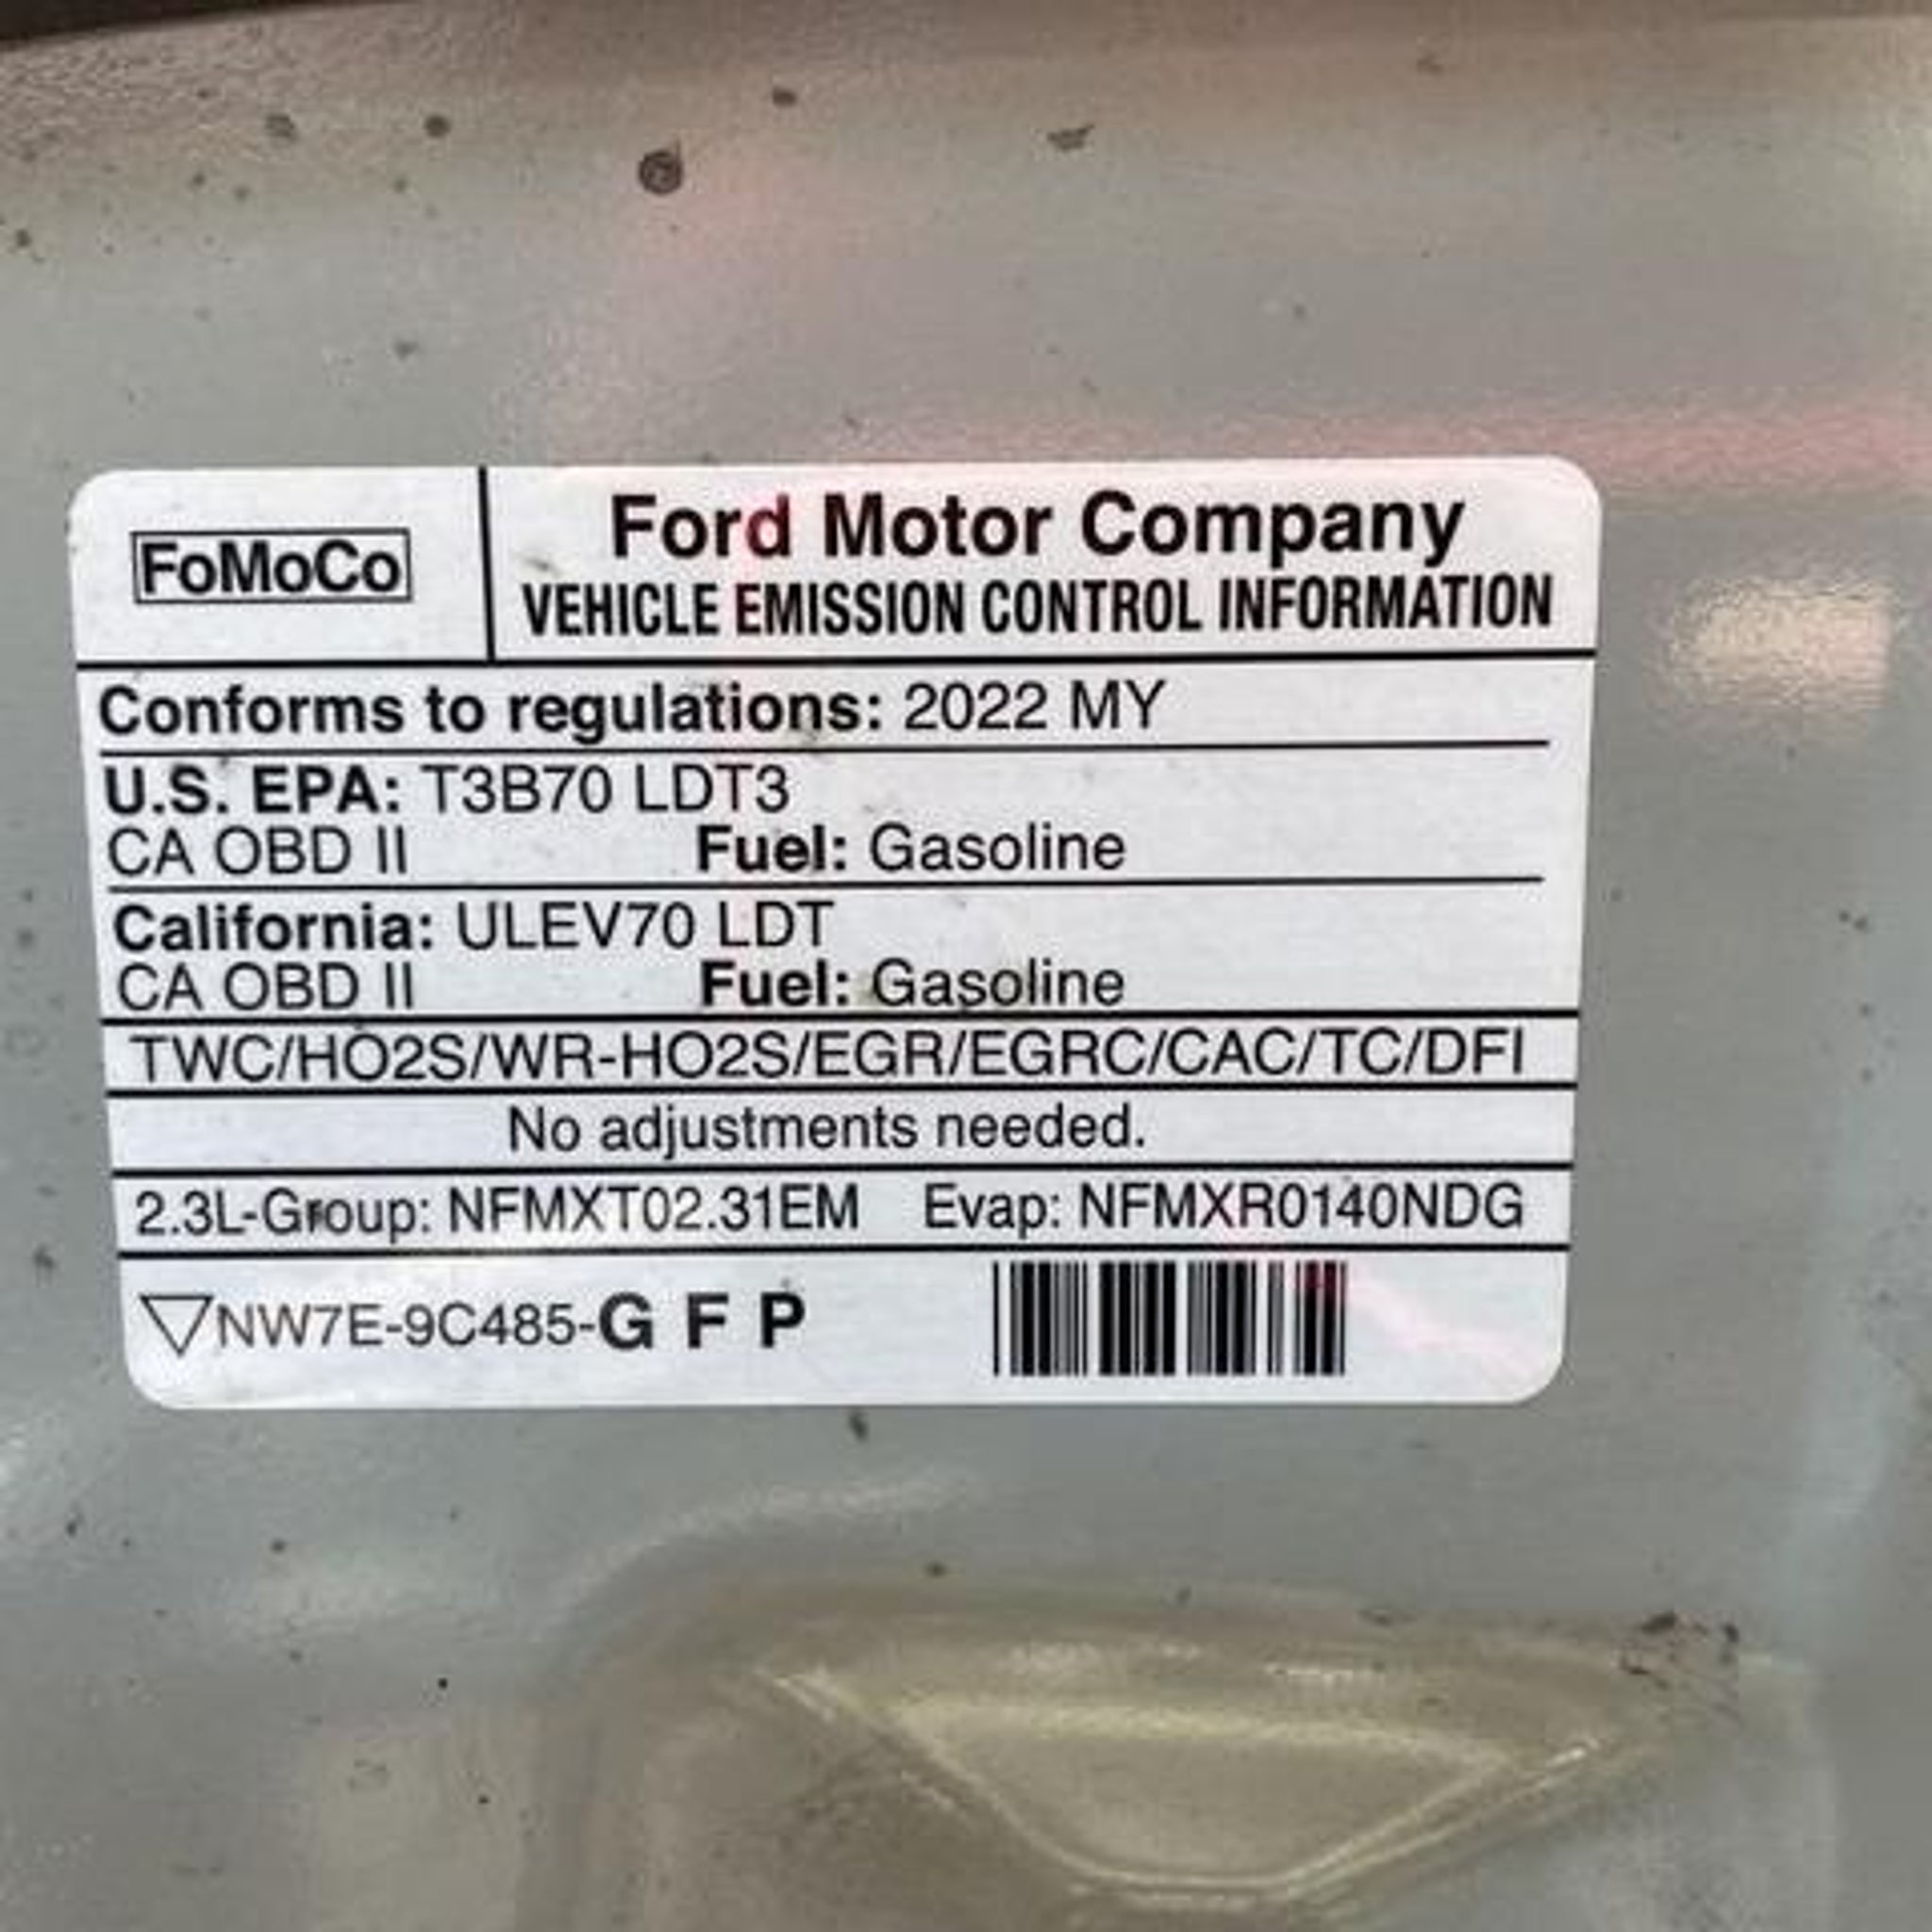 FoMoCo
Ford Motor Company
VEHICLE EMISSION CONTROL INFORMATION
Conforms to regulations: 2022 MY
U.S. EPA: T3B70 LDT3
CA OBD II Fuel: Gasoline
California: ULEV70 LDT
CA OBD II Fuel: Gasoline
TWC/HO2S/WR-HO2S/EGR/EGRC/CAC/TC/DFI
No adjustments needed.
2.3L-Group: NFMXT02.31EM Evap: NFMXR0140NDG
NW7E-9C485-G F P